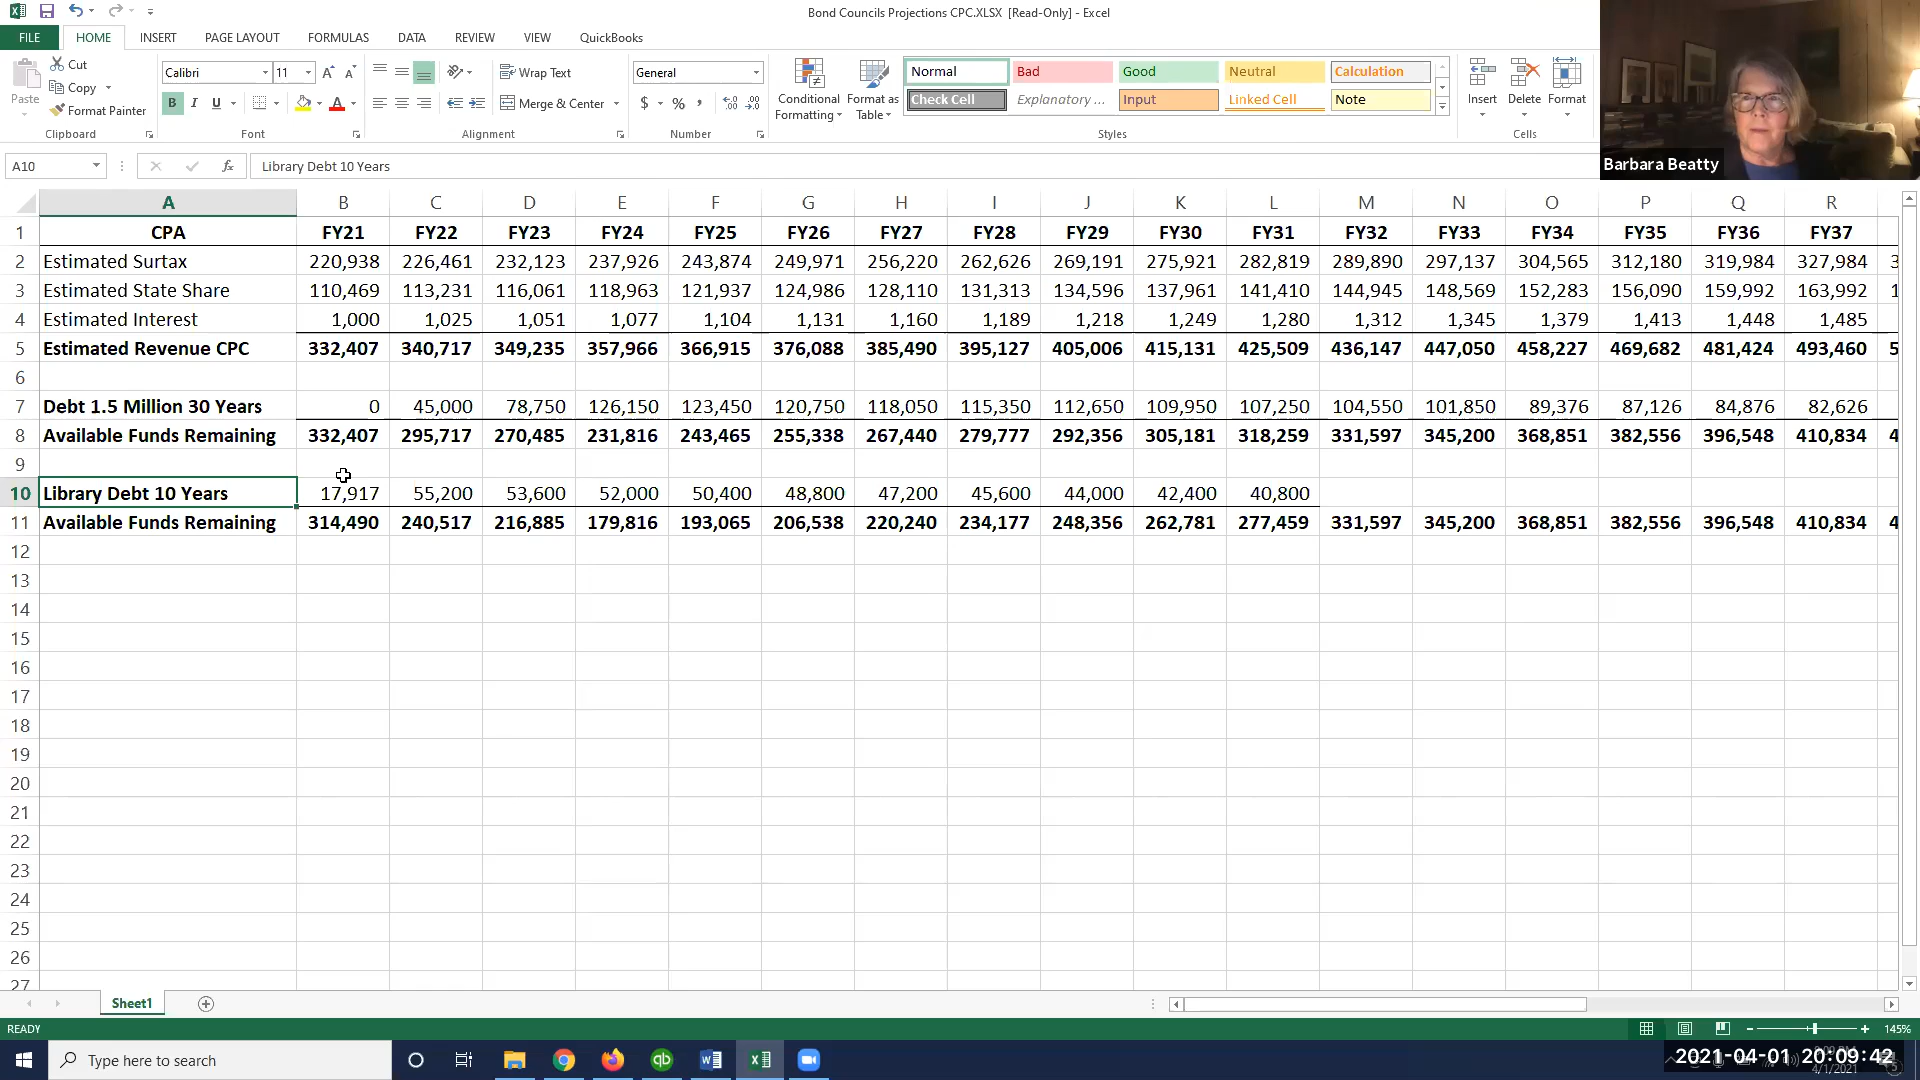 Bond Councils Projections CPC.XLSX [Read-Only] - Excel
FILE HOME INSERT PAGE LAYOUT FORMULAS DATA REVIEW VIEW QuickBooks
Paste
Cut
Copy
Format Painter
Clipboard
Calibri 11
B I U
Font
Wrap Text
Merge & Center
Alignment
General
$ % ,
Number
Conditional Formatting
Format as Table
Normal Bad Good Neutral Calculation
Check Cell Explanatory ... Input Linked Cell Note
Styles
Insert Delete Format
Cells
Barbara Beatty
A10 fx Library Debt 10 Years
A B C D E F G H I J K L M N O P Q R
1 CPA FY21 FY22 FY23 FY24 FY25 FY26 FY27 FY28 FY29 FY30 FY31 FY32 FY33 FY34 FY35 FY36 FY37
2 Estimated Surtax 220,938 226,461 232,123 237,926 243,874 249,971 256,220 262,626 269,191 275,921 282,819 289,890 297,137 304,565 312,180 319,984 327,984 3
3 Estimated State Share 110,469 113,231 116,061 118,963 121,937 124,986 128,110 131,313 134,596 137,961 141,410 144,945 148,569 152,283 156,090 159,992 163,992 1
4 Estimated Interest 1,000 1,025 1,051 1,077 1,104 1,131 1,160 1,189 1,218 1,249 1,280 1,312 1,345 1,379 1,413 1,448 1,485
5 Estimated Revenue CPC 332,407 340,717 349,235 357,966 366,915 376,088 385,490 395,127 405,006 415,131 425,509 436,147 447,050 458,227 469,682 481,424 493,460 5
6
7 Debt 1.5 Million 30 Years 0 45,000 78,750 126,150 123,450 120,750 118,050 115,350 112,650 109,950 107,250 104,550 101,850 89,376 87,126 84,876 82,626
8 Available Funds Remaining 332,407 295,717 270,485 231,816 243,465 255,338 267,440 279,777 292,356 305,181 318,259 331,597 345,200 368,851 382,556 396,548 410,834 4
9
10 Library Debt 10 Years 17,917 55,200 53,600 52,000 50,400 48,800 47,200 45,600 44,000 42,400 40,800
11 Available Funds Remaining 314,490 240,517 216,885 179,816 193,065 206,538 220,240 234,177 248,356 262,781 277,459 331,597 345,200 368,851 382,556 396,548 410,834 4
12
13
14
15
16
17
18
19
20
21
22
23
24
25
26
27
Sheet1
READY 145%
Type here to search
2021-04-01 20:09:42
4/1/2021